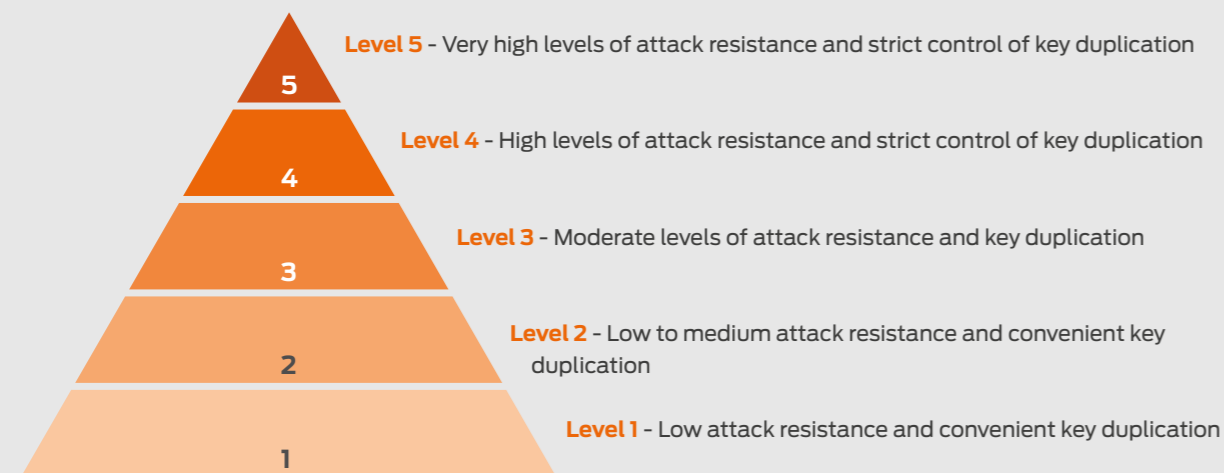 Level 5 - Very high levels of attack resistance and strict control of key duplication
5
Level 4 - High levels of attack resistance and strict control of key duplication
4
Level 3 - Moderate levels of attack resistance and key duplication
3
Level 2 - Low to medium attack resistance and convenient key
duplication
2
Level 1 - Low attack resistance and convenient key duplication
1